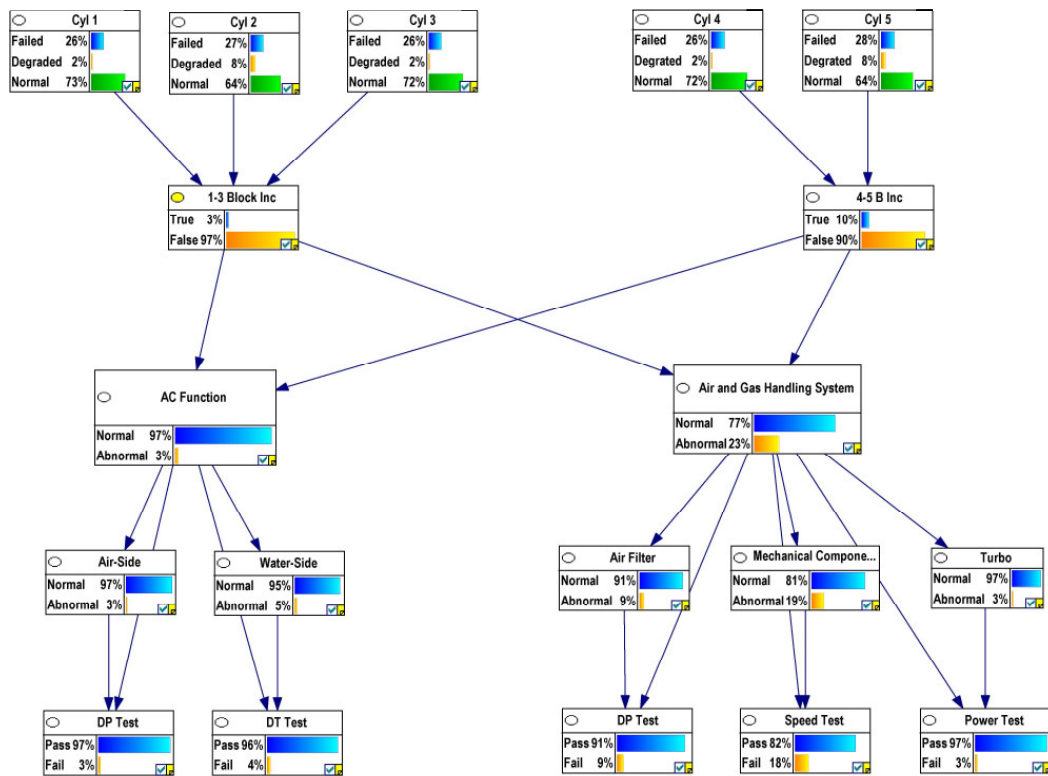 Cyl 1
Failed 26%
Degraded 2%
Normal 73%
Cyl 2
Failed 27%
Degraded 8%
Normal 64%
Cyl 3
Failed 26%
Degraded 2%
Normal 72%
Cyl 4
Failed 26%
Degrated 2%
Normal 72%
Cyl 5
Failed 28%
Degrated 8%
Normal 64%
1-3 Block Inc
True 3%
False 97%
4-5 B Inc
True 10%
False 90%
AC Function
Normal 97%
Abnormal 3%
Air and Gas Handling System
Normal 77%
Abnormal 23%
Air-Side
Normal 97%
Abnormal 3%
Water-Side
Normal 95%
Abnormal 5%
Air Filter
Normal 91%
Abnormal 9%
Mechanical Compone...
Normal 81%
Abnormal 19%
Turbo
Normal 97%
Abnormal 3%
DP Test
Pass 97%
Fail 3%
DT Test
Pass 96%
Fail 4%
DP Test
Pass 91%
Fail 9%
Speed Test
Pass 82%
Fail 18%
Power Test
Pass 97%
Fail 3%